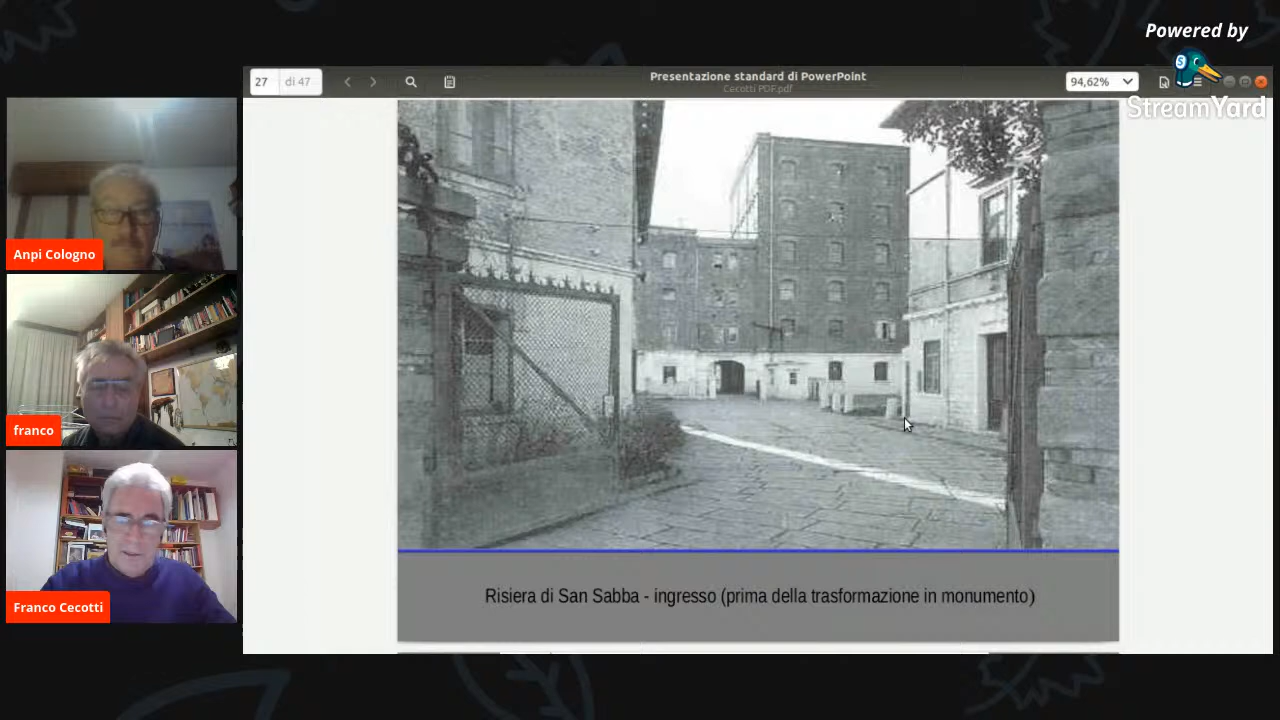 Powered by
StreamYard
27 di 47
Presentazione standard di PowerPoint
Cecotti PDF.pdf
94,62%
Anpi Cologno
franco
Franco Cecotti
Risiera di San Sabba - ingresso (prima della trasformazione in monumento)